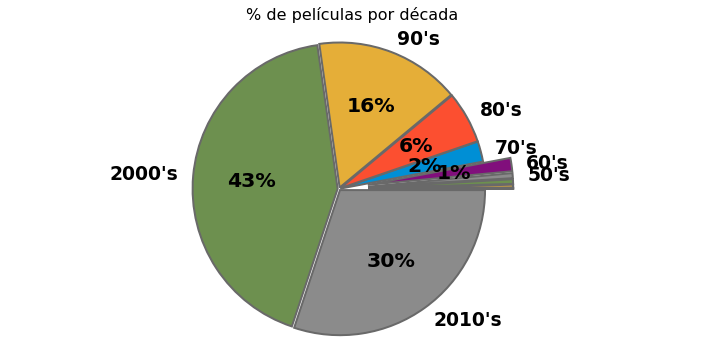 % de películas por década
90's
16%
80's
6%
70's
2%
60's
1%
50's
2000's
43%
30%
2010's